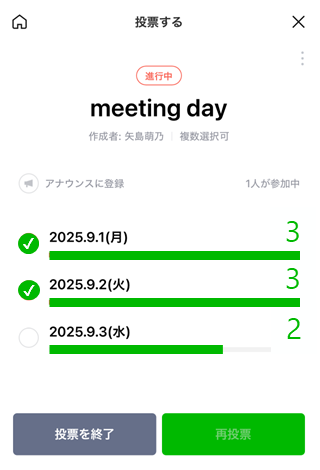 投票する
進行中
meeting day
作成者: 矢島萌乃 | 複数選択可
アナウンスに登録 1人が参加中
2025.9.1(月) 3
2025.9.2(火) 3
2025.9.3(水) 2
投票を終了 再投票